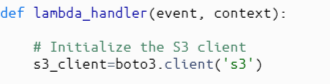 def lambda_handler(event, context):
# Initialize the S3 client
s3_client=boto3.client('s3')